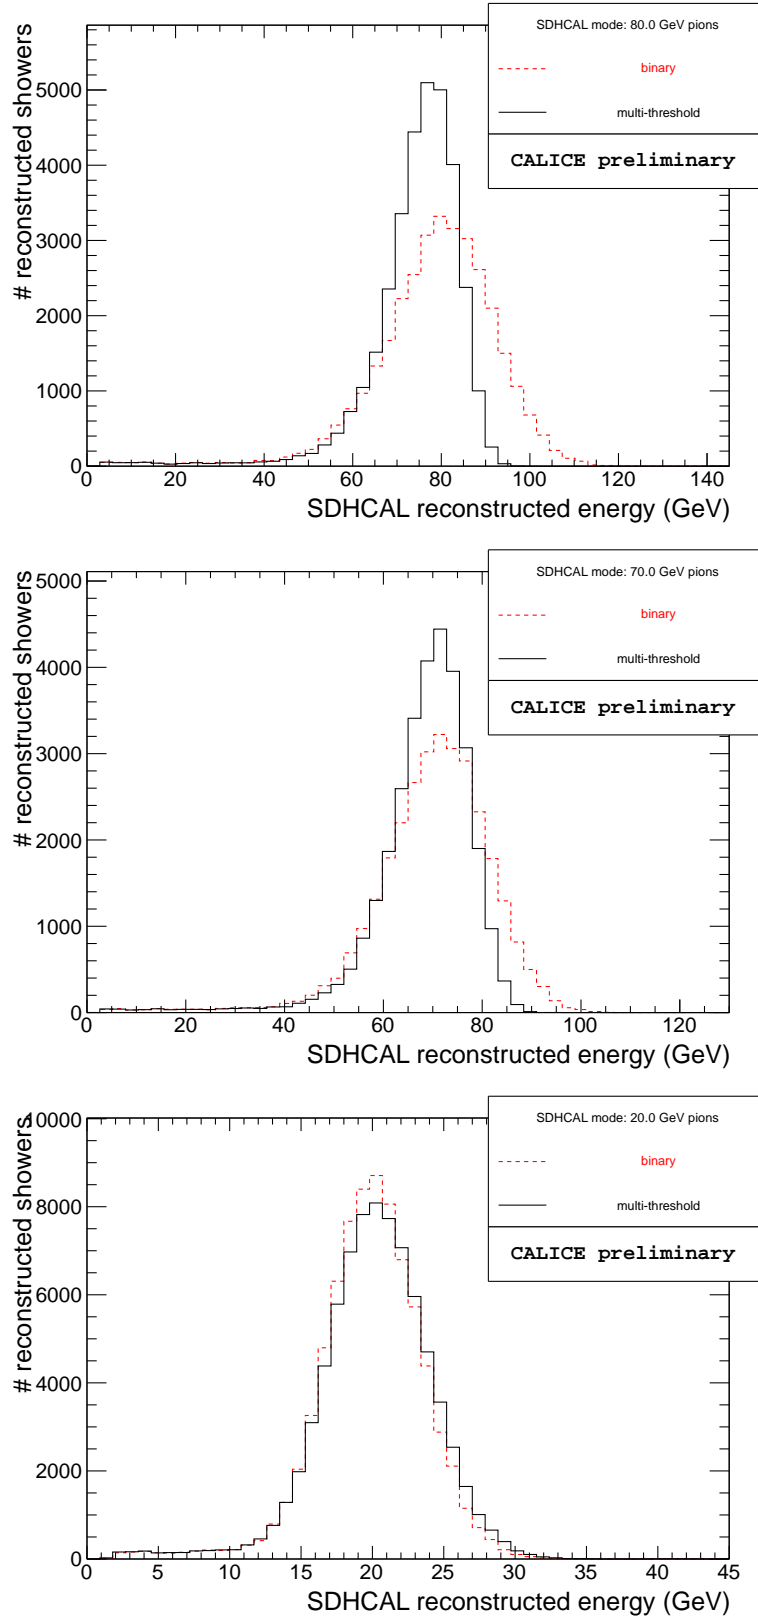 SDHCAL mode: 80.0 GeV pions
binary
multi-threshold
CALICE preliminary
# reconstructed showers
5000
4000
3000
2000
1000
0
0 20 40 60 80 100 120 140
SDHCAL reconstructed energy (GeV)
SDHCAL mode: 70.0 GeV pions
binary
multi-threshold
CALICE preliminary
# reconstructed showers
5000
4000
3000
2000
1000
0
0 20 40 60 80 100 120
SDHCAL reconstructed energy (GeV)
SDHCAL mode: 20.0 GeV pions
binary
multi-threshold
CALICE preliminary
# reconstructed showers
10000
8000
6000
4000
2000
0
0 5 10 15 20 25 30 35 40 45
SDHCAL reconstructed energy (GeV)